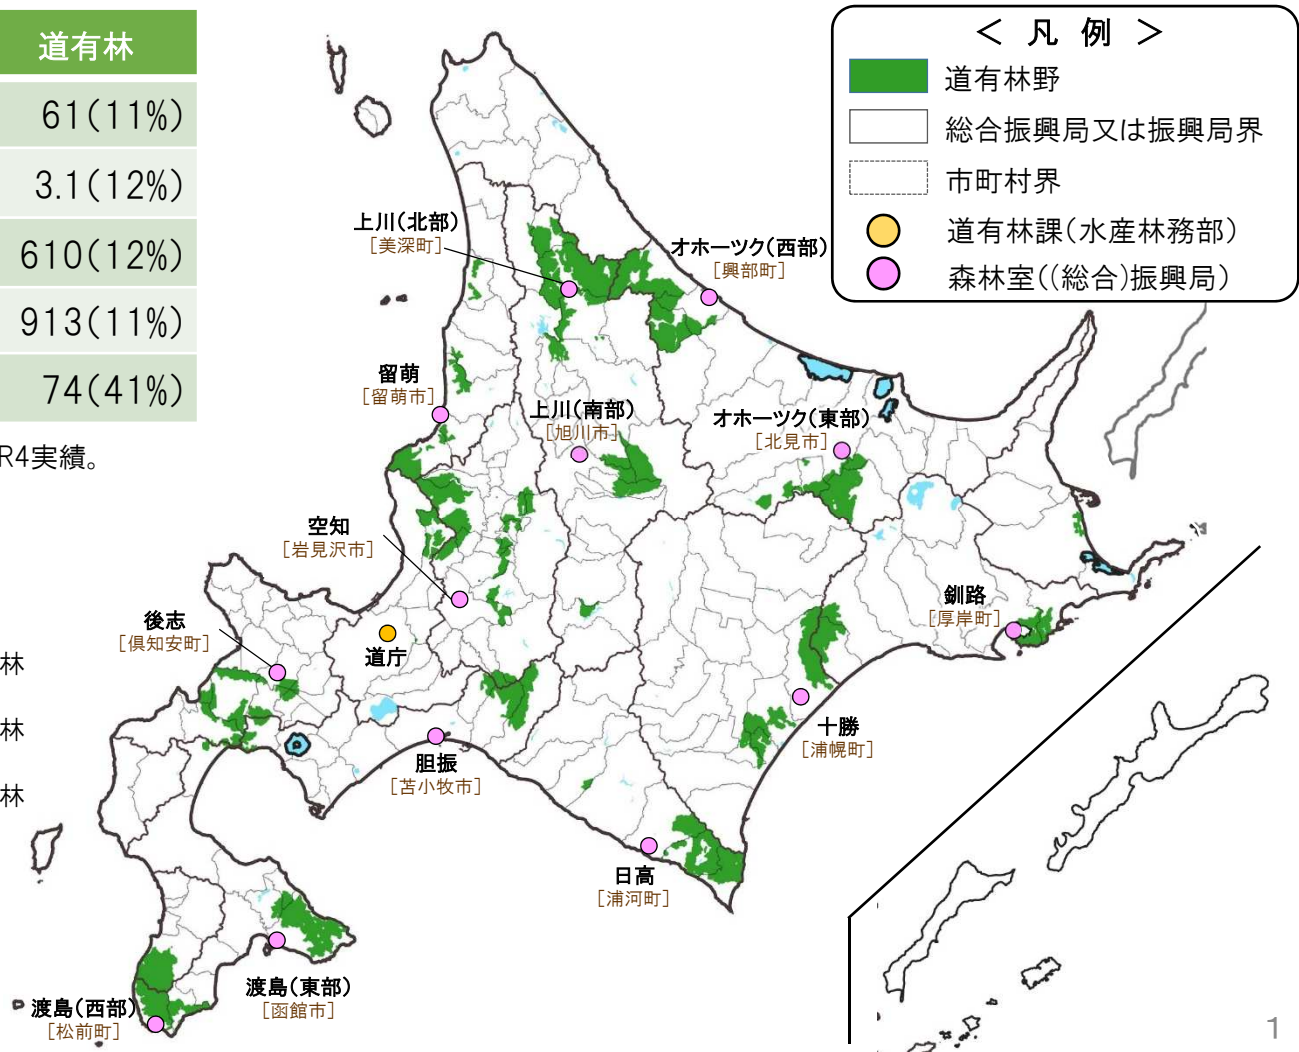 道有林
61(11%)
3.1(12%)
610(12%)
913(11%)
74(41%)
R4実績。
林
林
林
＜ 凡 例 ＞
道有林野
総合振興局又は振興局界
市町村界
道有林課(水産林務部)
森林室((総合)振興局)
上川(北部)
[美深町]
オホーツク(西部)
[興部町]
留萌
[留萌市]
上川(南部)
[旭川市]
オホーツク(東部)
[北見市]
空知
[岩見沢市]
後志
[倶知安町]
道庁
釧路
[厚岸町]
胆振
[苫小牧市]
十勝
[浦幌町]
日高
[浦河町]
渡島(東部)
[函館市]
渡島(西部)
[松前町]
1